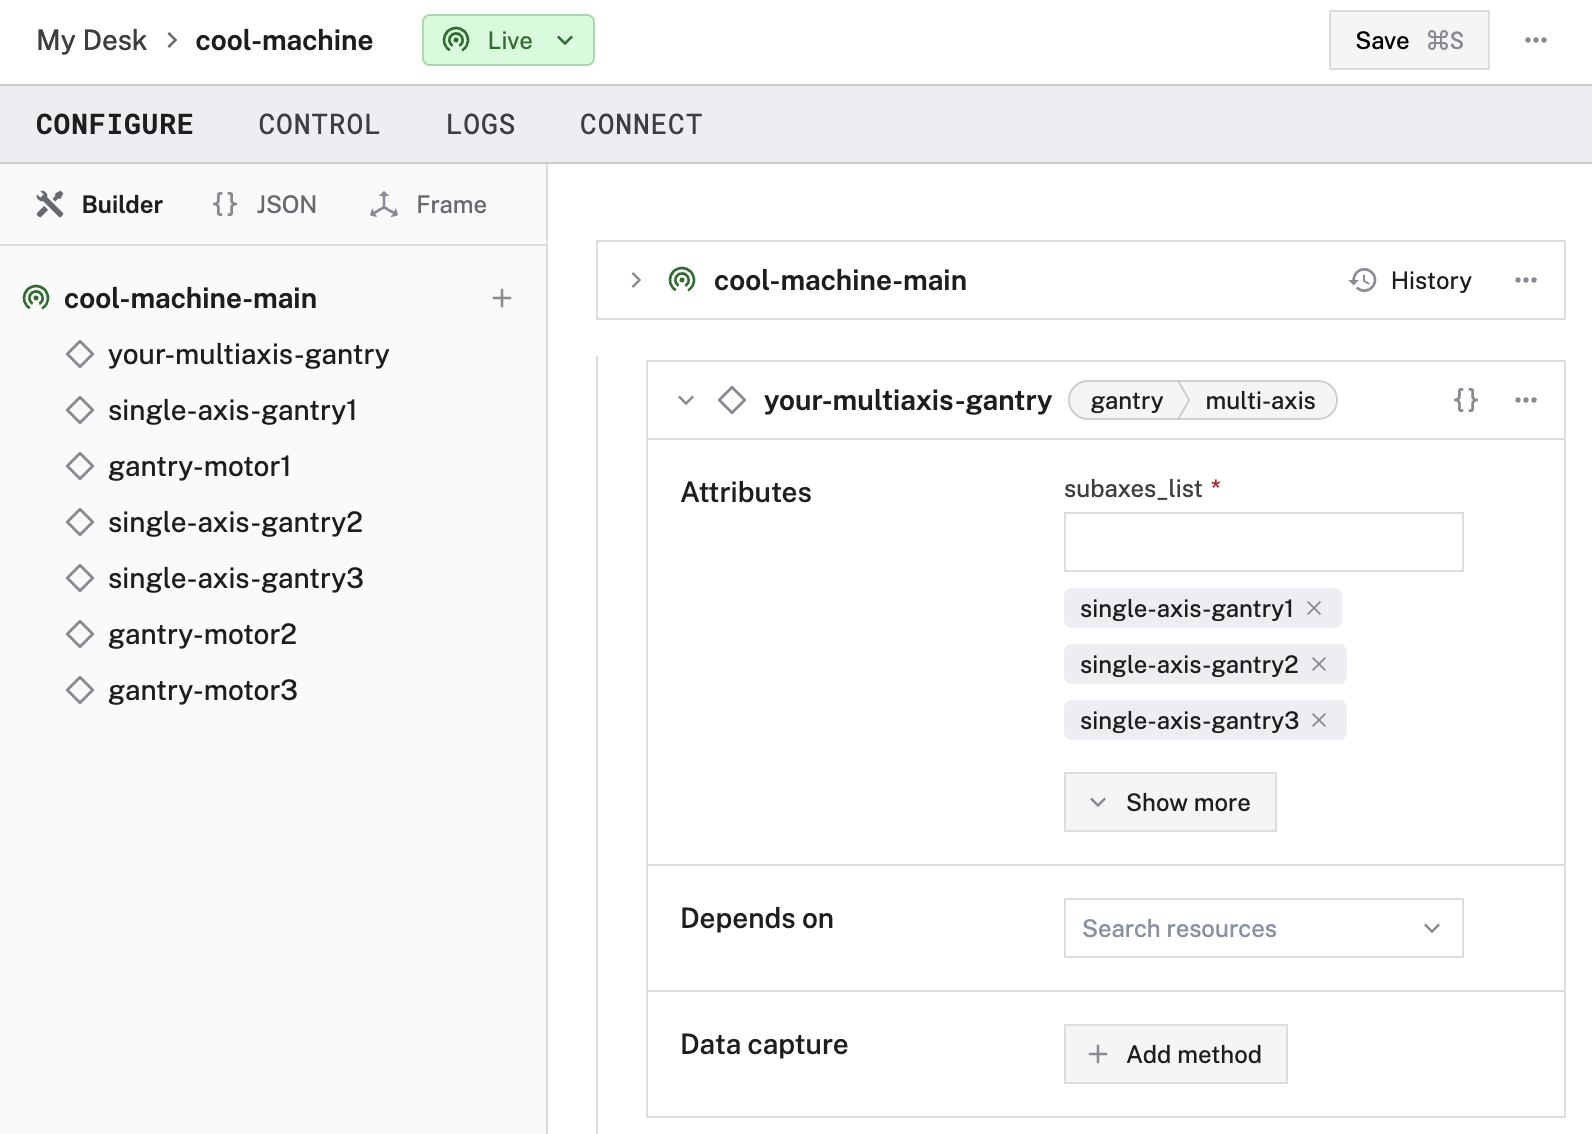 My Desk > cool-machine Live Save ⌘S ...
CONFIGURE CONTROL LOGS CONNECT
Builder {} JSON Frame
cool-machine-main +
your-multiaxis-gantry
single-axis-gantry1
gantry-motor1
single-axis-gantry2
single-axis-gantry3
gantry-motor2
gantry-motor3
cool-machine-main History ...
your-multiaxis-gantry gantry multi-axis {} ...
Attributes
subaxes_list *
single-axis-gantry1 ×
single-axis-gantry2 ×
single-axis-gantry3 ×
Show more
Depends on
Search resources
Data capture
+ Add method